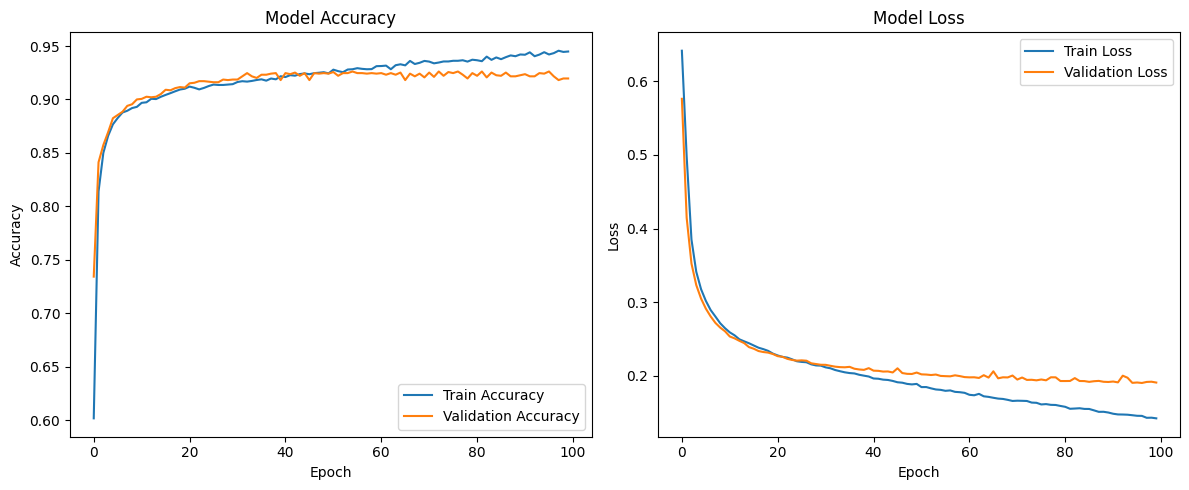 Model Accuracy
0.95
0.90
0.85
0.80
0.75
0.70
0.65
0.60
Accuracy
0
20
40
60
80
100
Epoch
Train Accuracy
Validation Accuracy
Model Loss
0.6
0.5
0.4
0.3
0.2
Loss
0
20
40
60
80
100
Epoch
Train Loss
Validation Loss